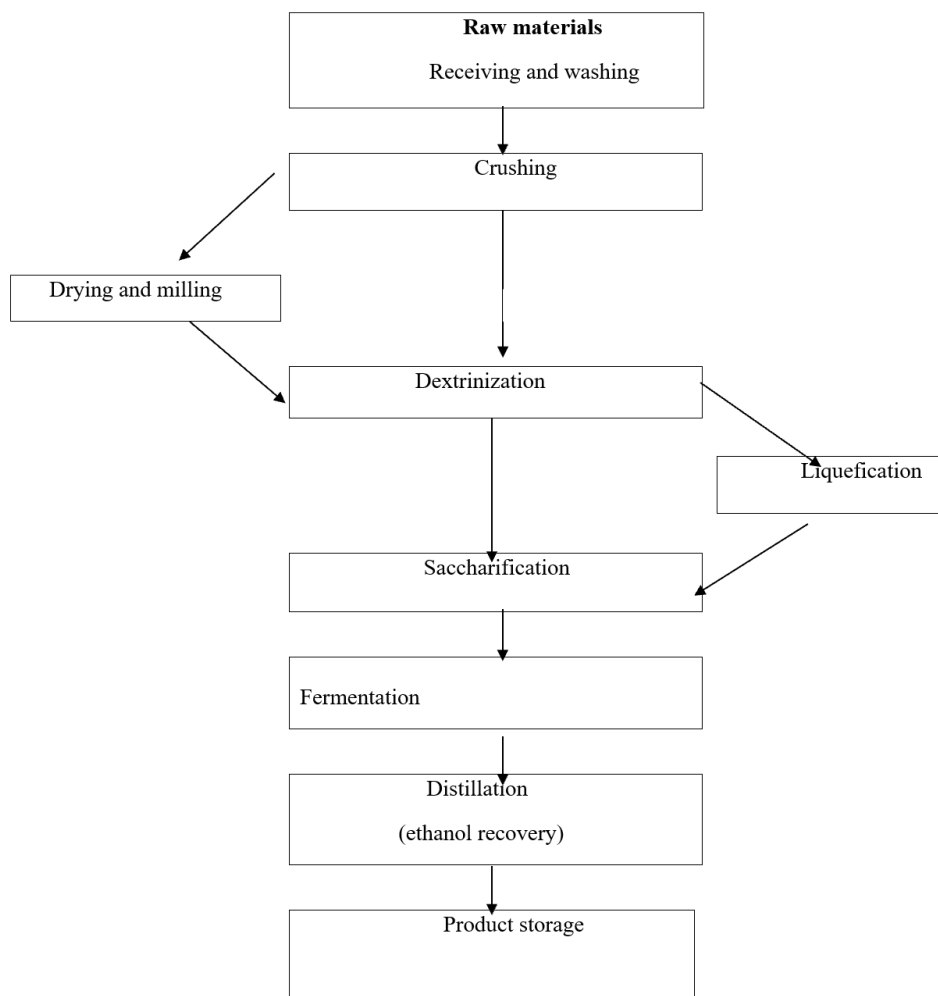 Raw materials
Receiving and washing
Crushing
Drying and milling
Dextrinization
Liquefication
Saccharification
Fermentation
Distillation
(ethanol recovery)
Product storage